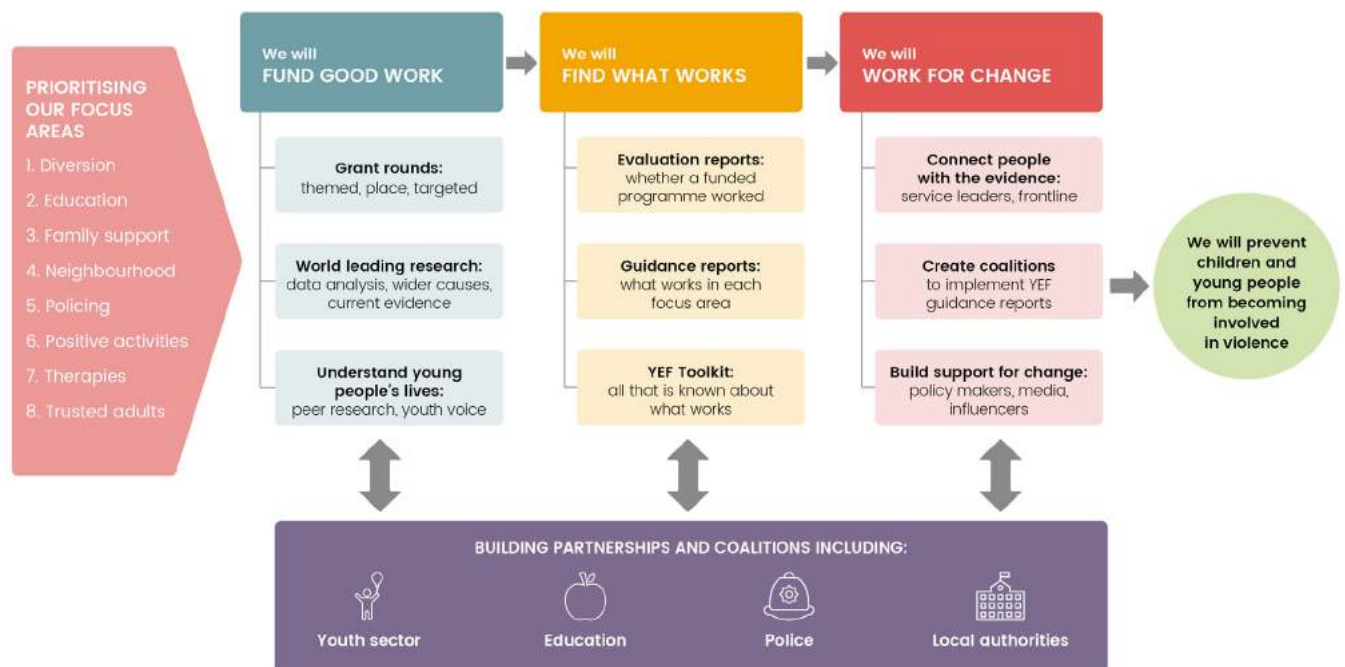 PRIORITISING
OUR FOCUS
AREAS
1. Diversion
2. Education
3. Family support
4. Neighbourhood
5. Policing
6. Positive activities
7. Therapies
8. Trusted adults
We will
FUND GOOD WORK
Grant rounds:
themed, place, targeted
World leading research:
data analysis, wider causes,
current evidence
Understand young
people's lives:
peer research, youth voice
We will
FIND WHAT WORKS
Evaluation reports:
whether a funded
programme worked
Guidance reports:
what works in each
focus area
YEF Toolkit:
all that is known about
what works
We will
WORK FOR CHANGE
Connect people
with the evidence:
service leaders, frontline
Create coalitions
to implement YEF
guidance reports
Build support for change:
policy makers, media,
influencers
We will prevent
children and
young people
from becoming
involved
in violence
BUILDING PARTNERSHIPS AND COALITIONS INCLUDING:
Youth sector
Education
Police
Local authorities